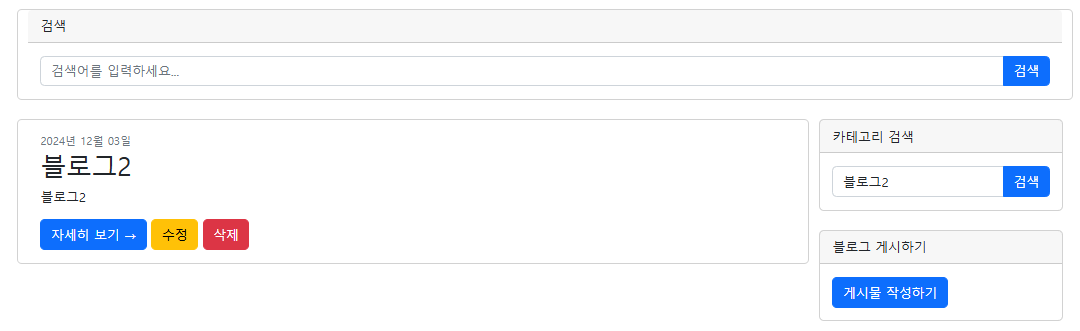 검색
검색어를 입력하세요...
검색
2024년 12월 03일
블로그2
블로그2
자세히 보기 →
수정
삭제
카테고리 검색
블로그2
검색
블로그 게시하기
게시물 작성하기